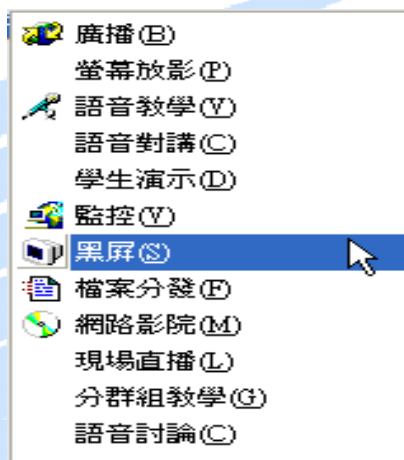 廣播(B)
螢幕放影(P)
語音教學(V)
語音對講(C)
學生演示(D)
監控(V)
黑屏(S)
檔案分發(F)
網路影院(M)
現場直播(L)
分群組教學(G)
語音討論(C)